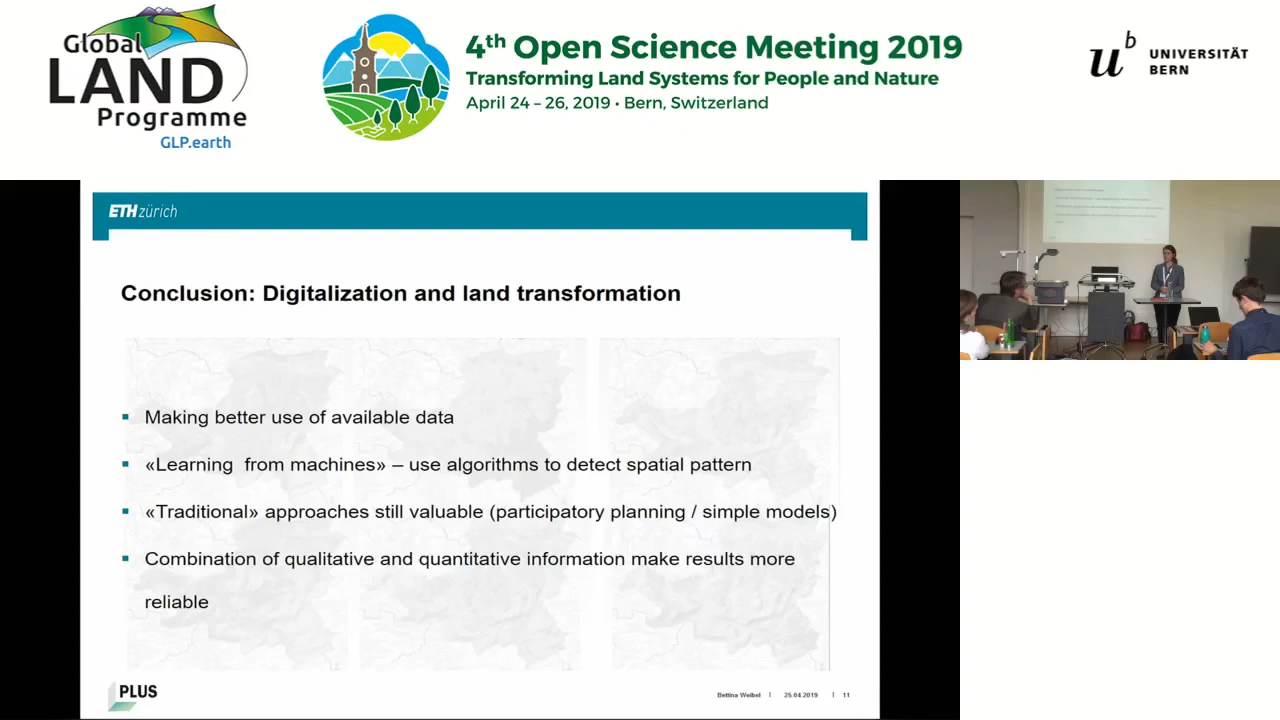 Global
LAND
Programme
GLP.earth
4th Open Science Meeting 2019
Transforming Land Systems for People and Nature
April 24 – 26, 2019 • Bern, Switzerland
u b
UNIVERSITÄT
BERN
ETH zürich
Conclusion: Digitalization and land transformation
Making better use of available data
«Learning from machines» – use algorithms to detect spatial pattern
«Traditional» approaches still valuable (participatory planning / simple models)
Combination of qualitative and quantitative information make results more
reliable
PLUS
Bettina Weibel | 25.04.2019 | 11